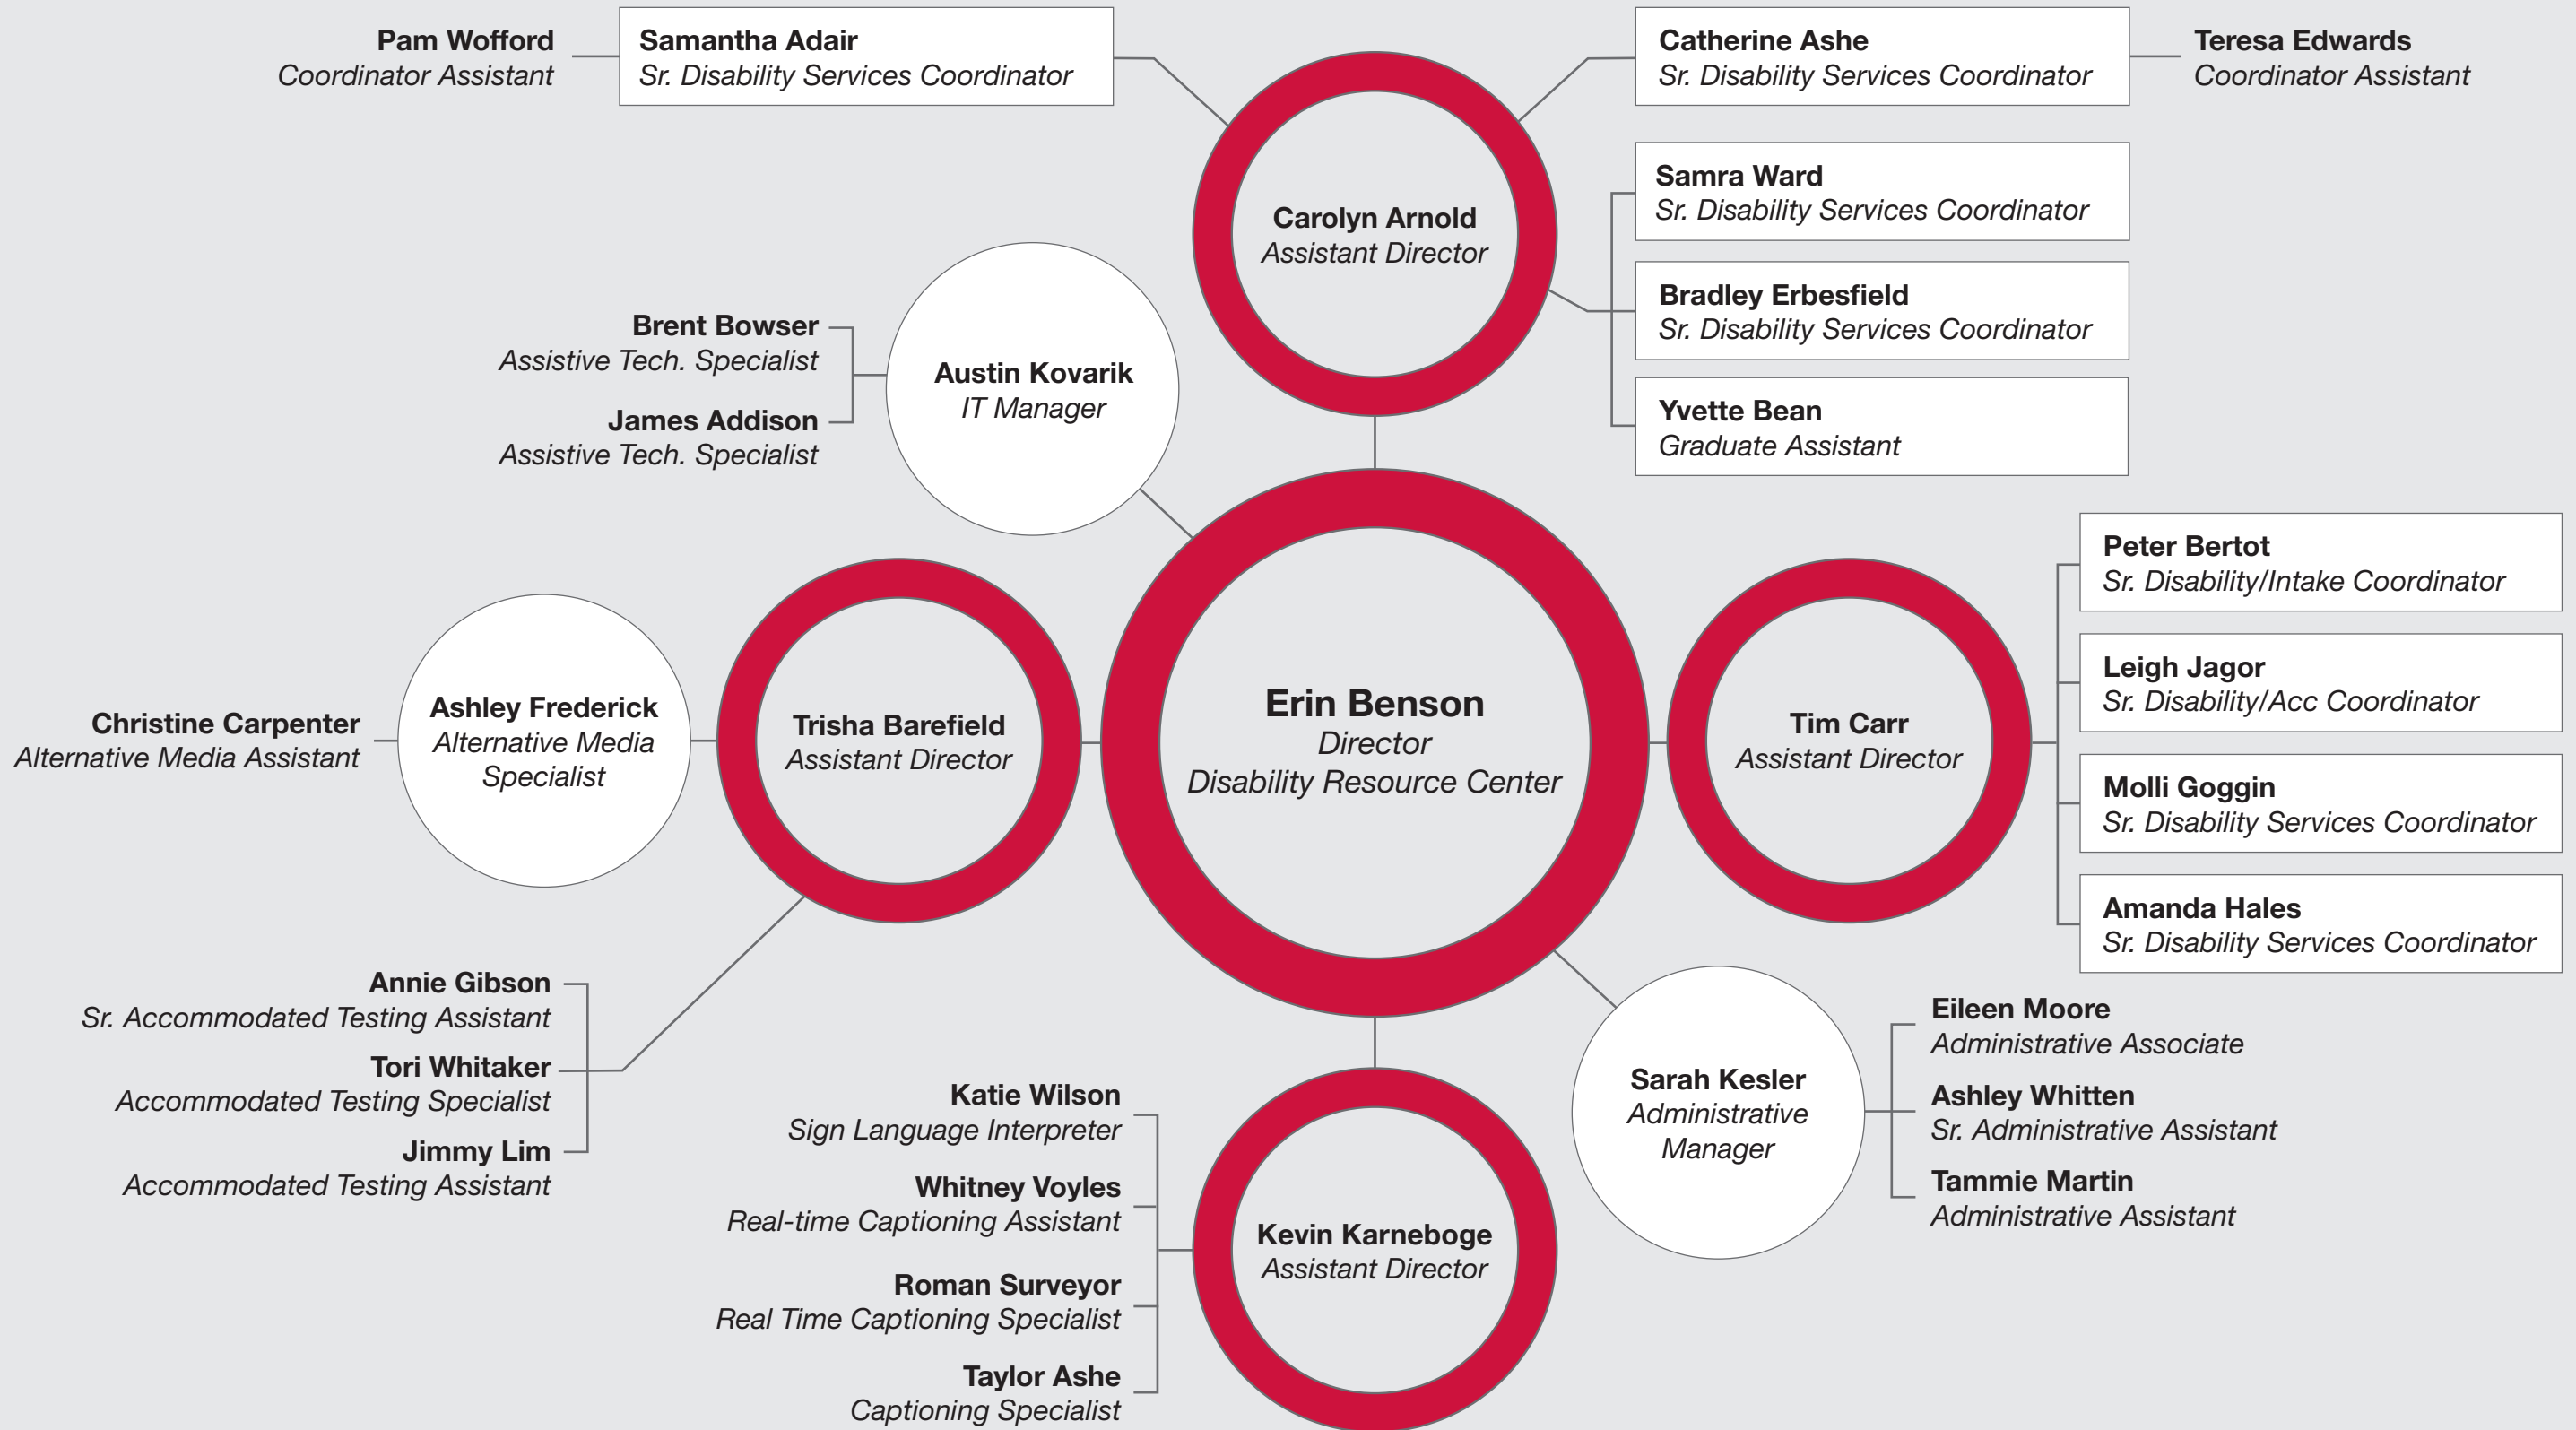 Pam Wofford
Coordinator Assistant
Samantha Adair
Sr. Disability Services Coordinator
Catherine Ashe
Sr. Disability Services Coordinator
Teresa Edwards
Coordinator Assistant
Samra Ward
Sr. Disability Services Coordinator
Carolyn Arnold
Assistant Director
Bradley Erbesfield
Sr. Disability Services Coordinator
Yvette Bean
Graduate Assistant
Brent Bowser
Assistive Tech. Specialist
James Addison
Assistive Tech. Specialist
Austin Kovarik
IT Manager
Peter Bertot
Sr. Disability/Intake Coordinator
Leigh Jagor
Sr. Disability/Acc Coordinator
Molli Goggin
Sr. Disability Services Coordinator
Amanda Hales
Sr. Disability Services Coordinator
Christine Carpenter
Alternative Media Assistant
Ashley Frederick
Alternative Media
Specialist
Trisha Barefield
Assistant Director
Erin Benson
Director
Disability Resource Center
Tim Carr
Assistant Director
Annie Gibson
Sr. Accommodated Testing Assistant
Tori Whitaker
Accommodated Testing Specialist
Jimmy Lim
Accommodated Testing Assistant
Katie Wilson
Sign Language Interpreter
Whitney Voyles
Real-time Captioning Assistant
Roman Surveyor
Real Time Captioning Specialist
Taylor Ashe
Captioning Specialist
Kevin Karneboge
Assistant Director
Sarah Kesler
Administrative
Manager
Eileen Moore
Administrative Associate
Ashley Whitten
Sr. Administrative Assistant
Tammie Martin
Administrative Assistant